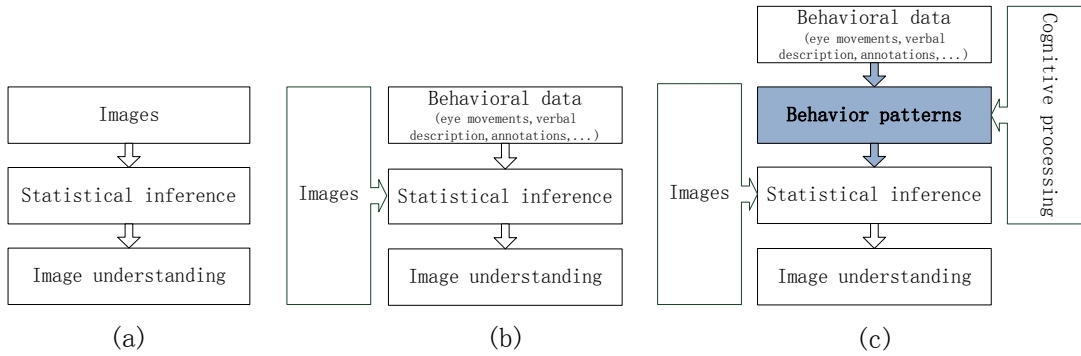 Images
Statistical inference
Image understanding
(a)
Images
Behavioral data
(eye movements,verbal
description,annotations,...)
Statistical inference
Image understanding
(b)
Images
Behavioral data
(eye movements,verbal
description,annotations,...)
Behavior patterns
Statistical inference
Image understanding
Cognitive processing
(c)